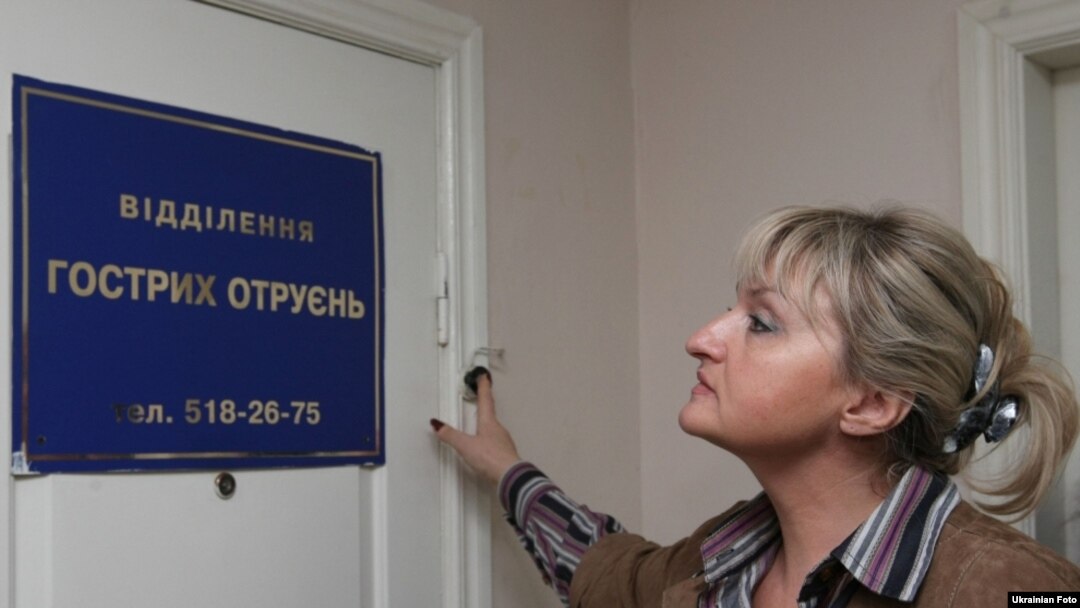 ВІДДІЛЕННЯ
ГОСТРИХ ОТРУЄНЬ
тел. 518-26-75
Ukrainian Foto